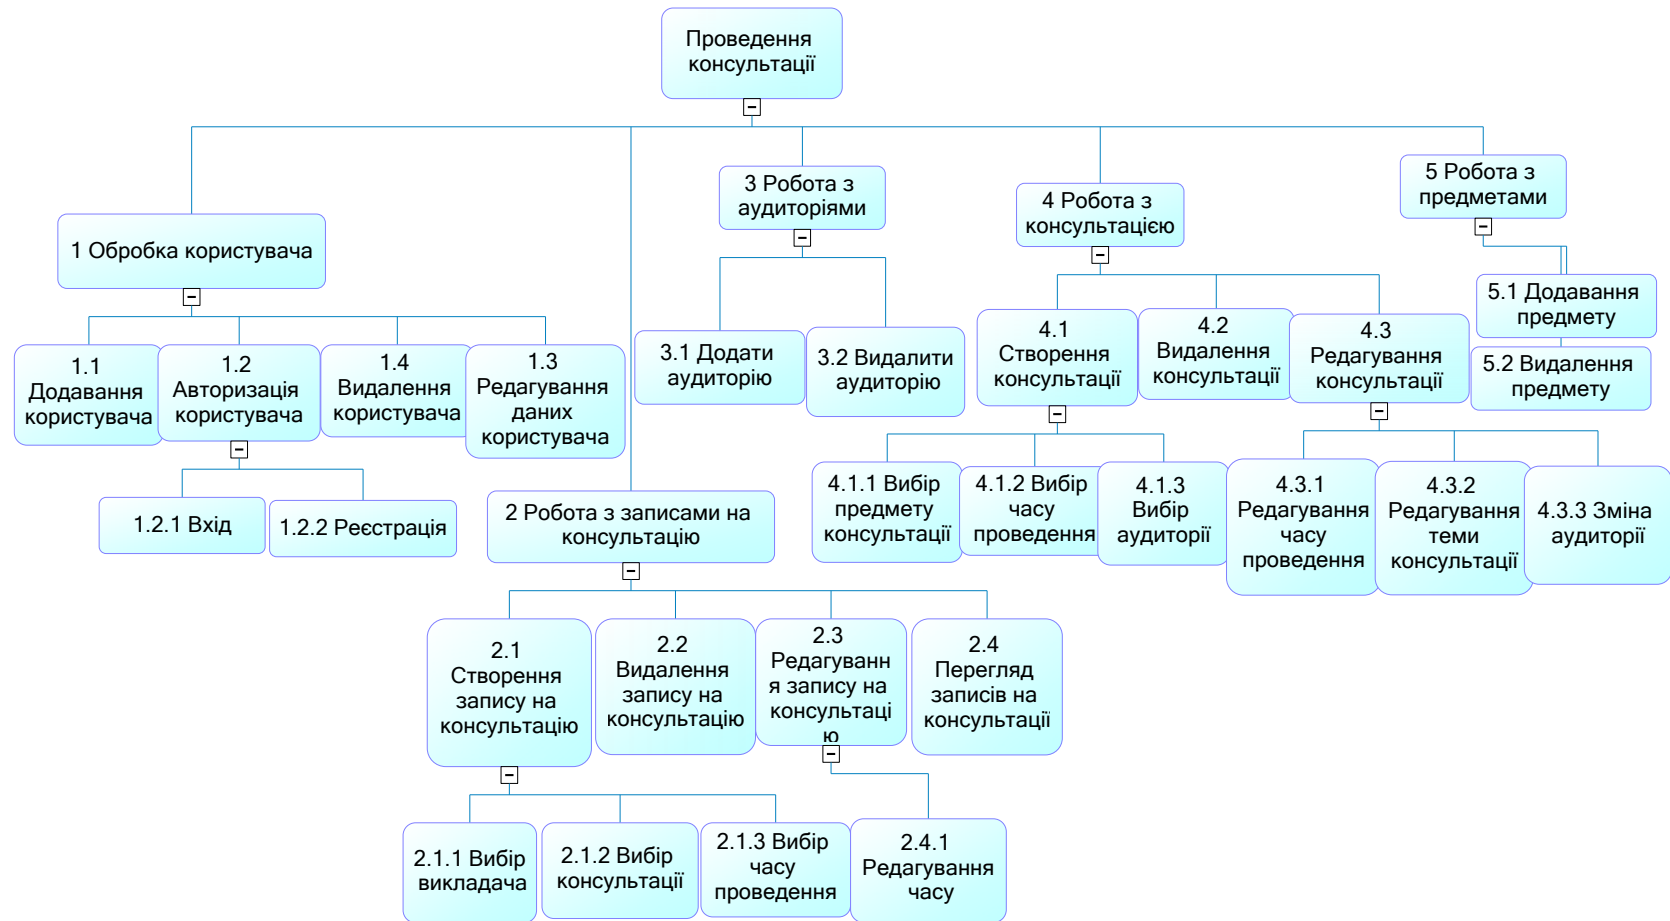 Проведення
консультації
1 Обробка користувача
1.1
Додавання
користувача
1.2
Авторизація
користувача
1.2.1 Вхід
1.2.2 Реєстрація
1.4
Видалення
користувача
1.3
Редагування
даних
користувача
2 Робота з записами на
консультацію
2.1
Створення
запису на
консультацію
2.1.1 Вибір
викладача
2.1.2 Вибір
консультації
2.1.3 Вибір
часу
проведення
2.2
Видалення
запису на
консультацію
2.3
Редагуванн
я запису на
консультаці
ю
2.4.1
Редагування
часу
2.4
Перегляд
записів на
консультації
3 Робота з
аудиторіями
3.1 Додати
аудиторію
3.2 Видалити
аудиторію
4 Робота з
консультацією
4.1
Створення
консультації
4.1.1 Вибір
предмету
консультації
4.1.2 Вибір
часу
проведення
4.1.3
Вибір
аудиторії
4.2
Видалення
консультації
4.3
Редагування
консультації
4.3.1
Редагування
часу
проведення
4.3.2
Редагування
теми
консультації
4.3.3 Зміна
аудиторії
5 Робота з
предметами
5.1 Додавання
предмету
5.2 Видалення
предмету